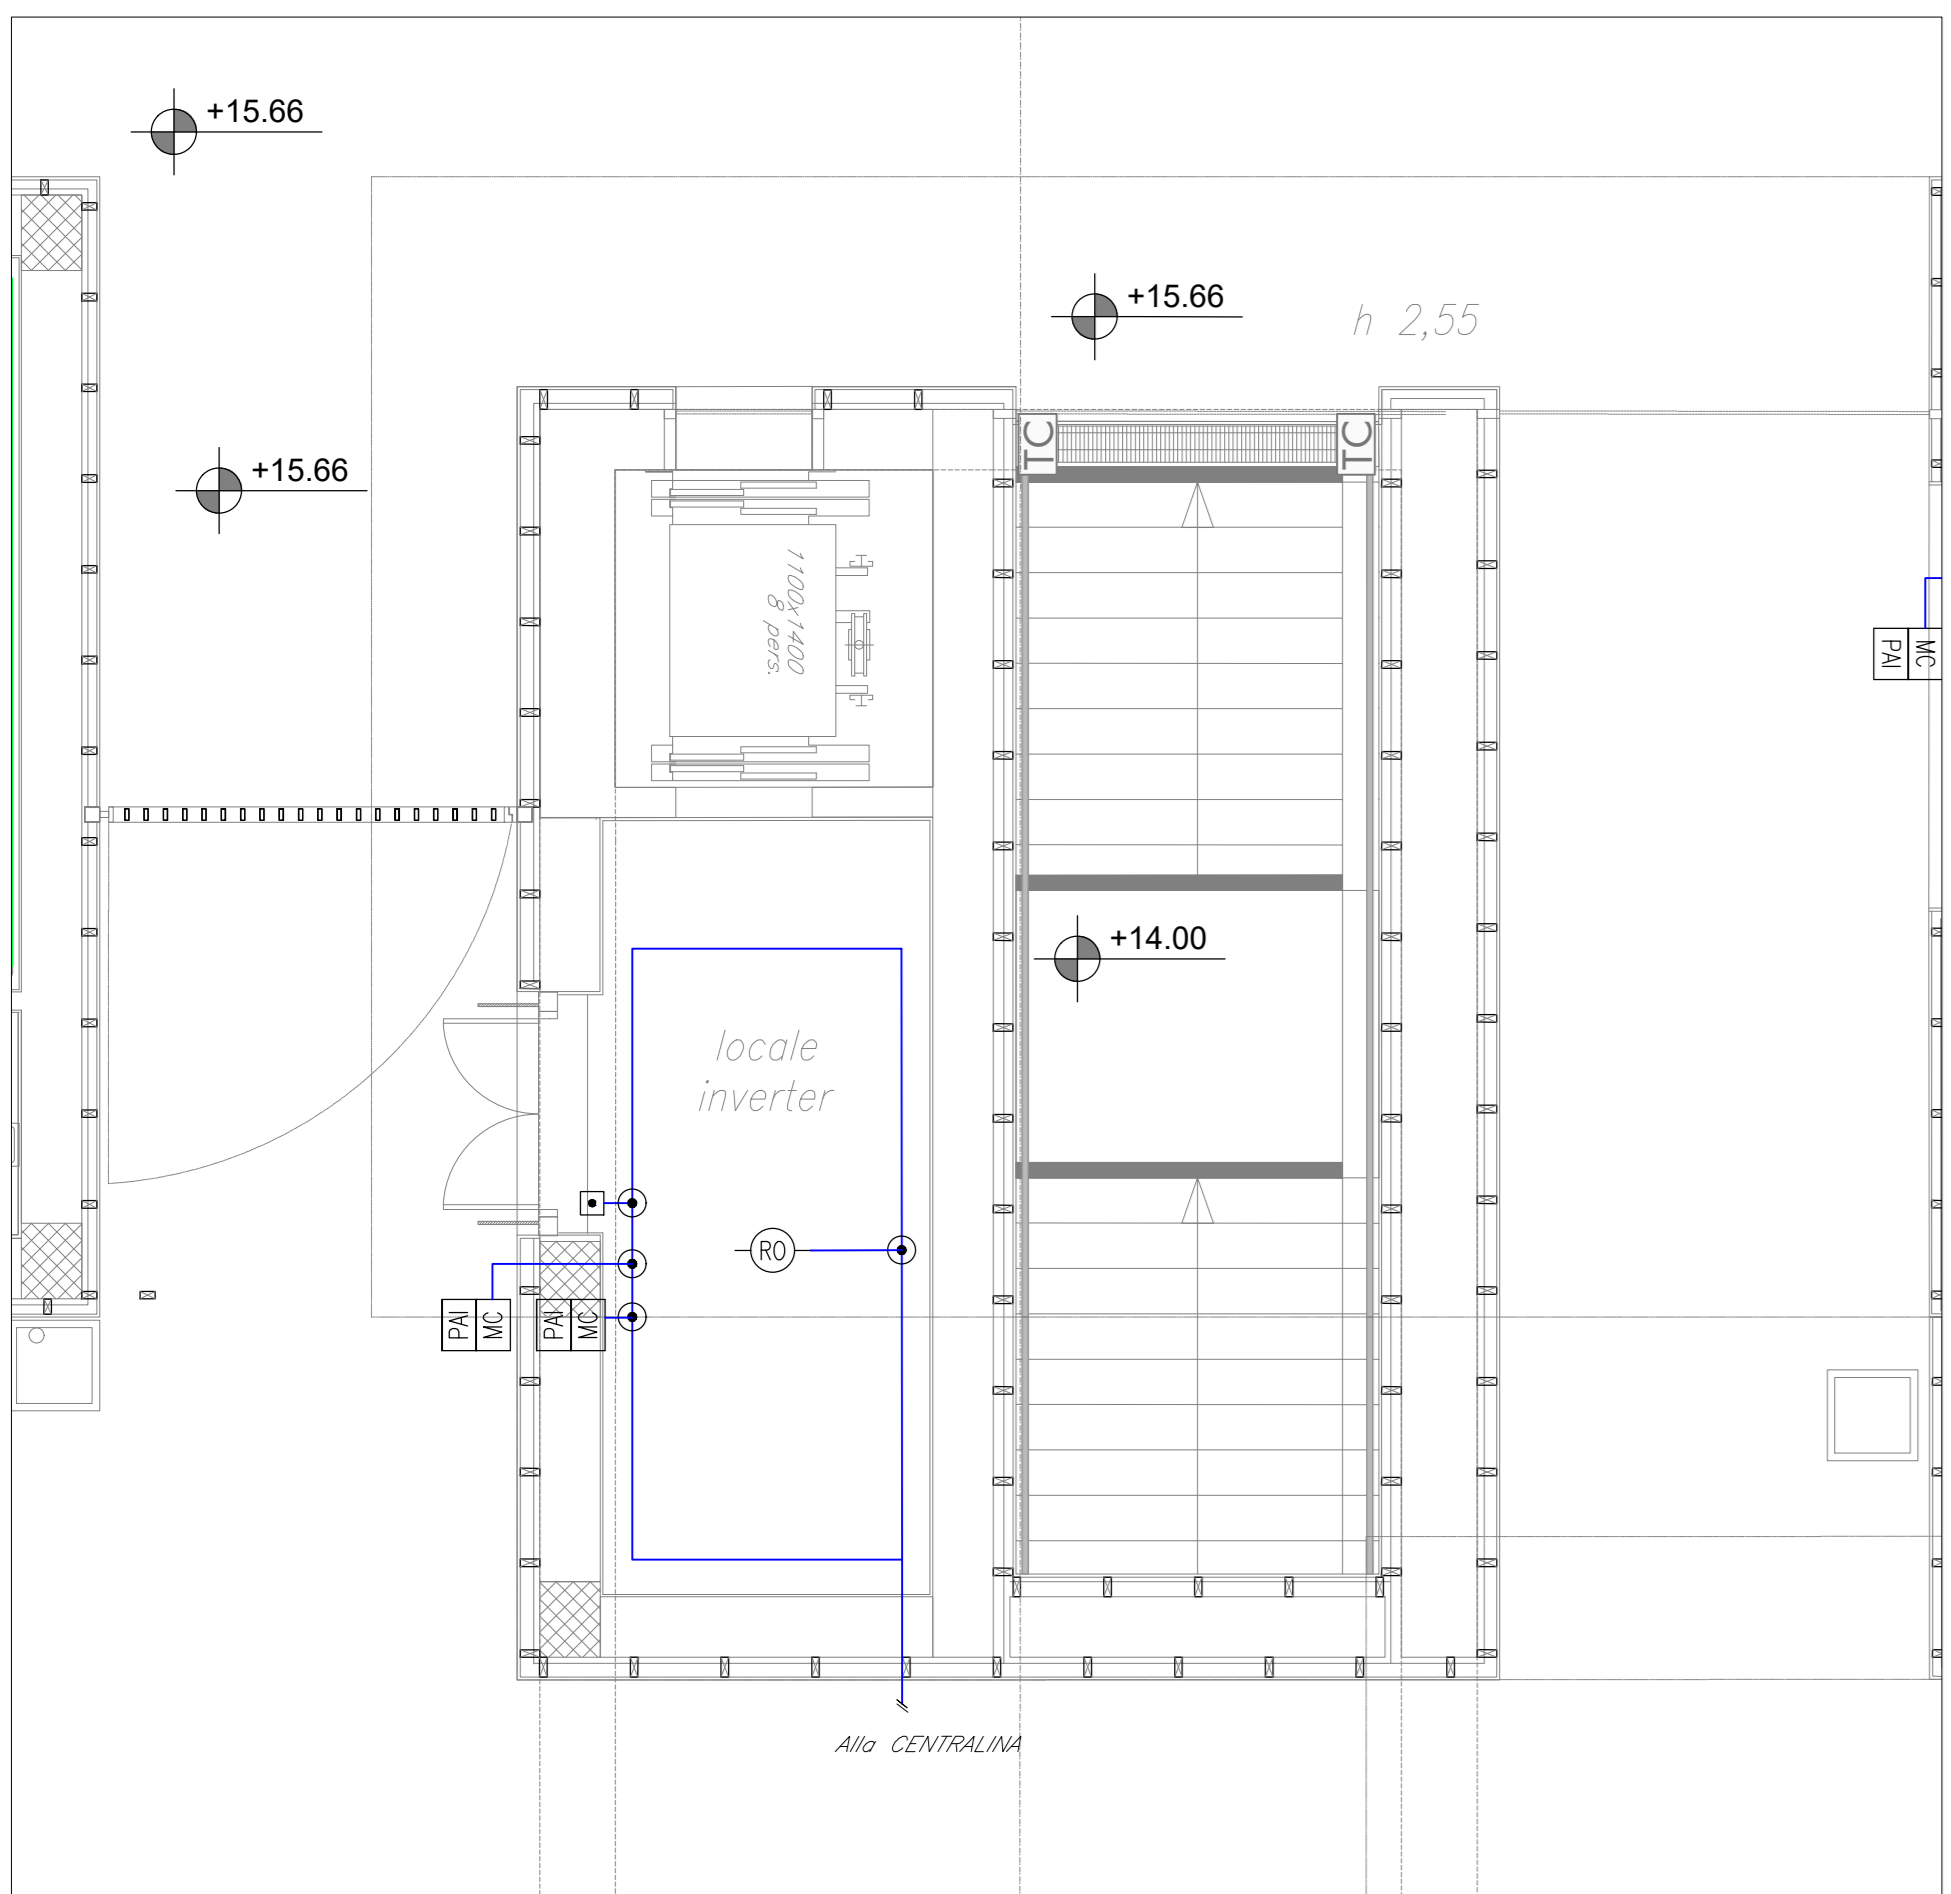 +15.66
+15.66
h 2,55
TC
TC
+15.66
1100x1400
8 pers.
PAI
MC
+14.00
locale
inverter
RO
PAI
MC
PAI
MC
Alla CENTRALINA